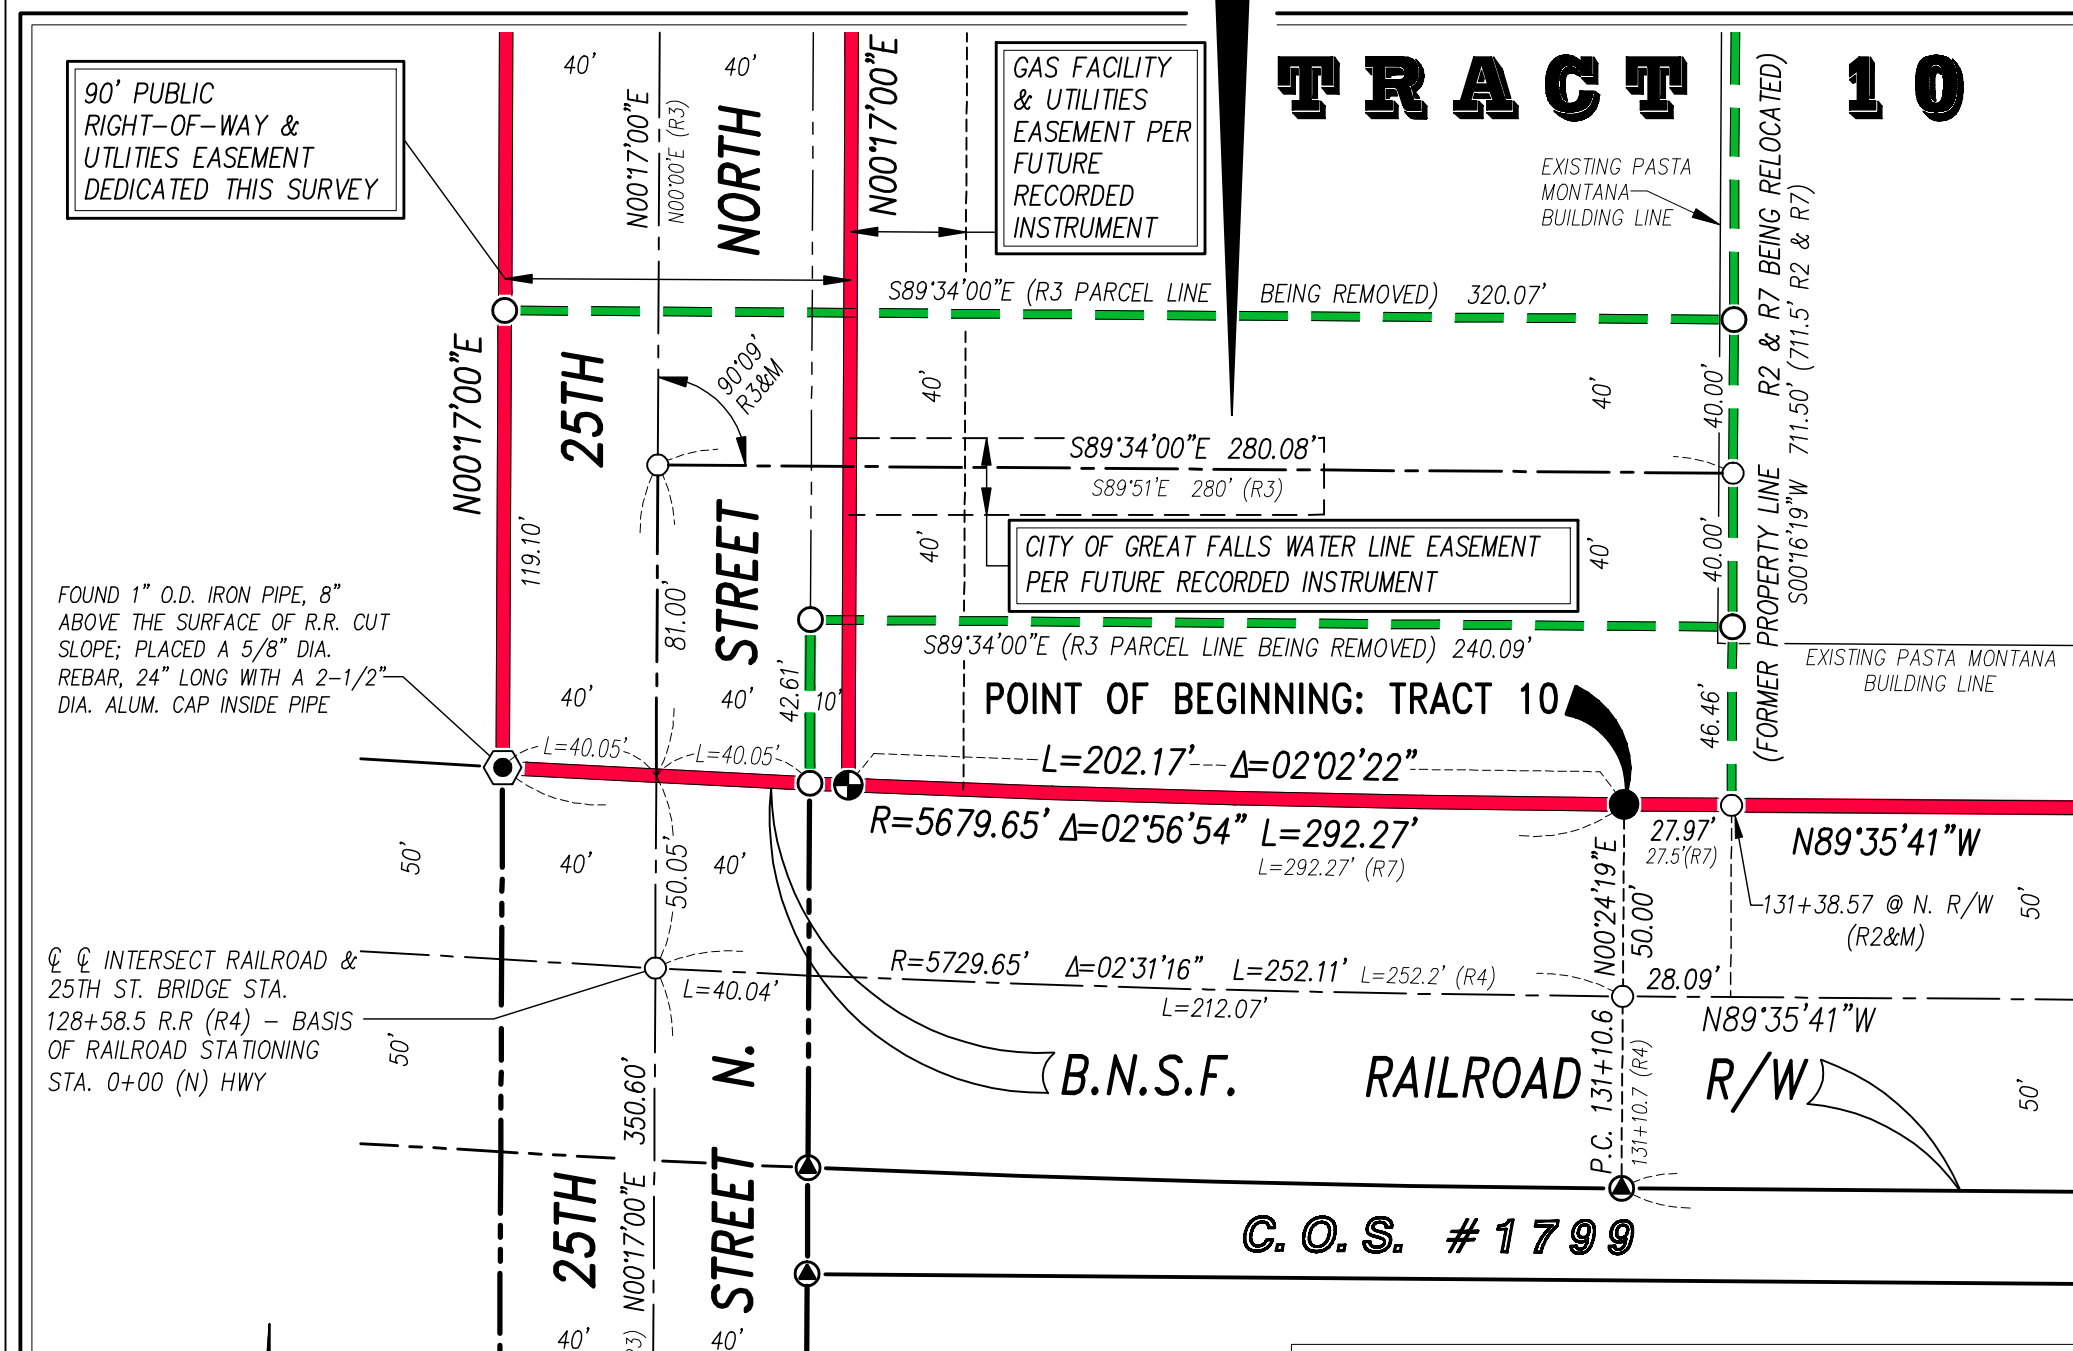 90' PUBLIC
RIGHT-OF-WAY &
UTLITIES EASEMENT
DEDICATED THIS SURVEY
40'
40'
N00°17'00"E
N00°00'E (R3)
NORTH
N00°17'00"E
GAS FACILITY
& UTILITIES
EASEMENT PER
FUTURE
RECORDED
INSTRUMENT
TRACT 10
EXISTING PASTA
MONTANA
BUILDING LINE
(FORMER PROPERTY LINE R2 & R7 BEING RELOCATED)
S00°16'19"W 711.50' (711.5' R2 & R7)
S89°34'00"E (R3 PARCEL LINE BEING REMOVED) 320.07'
N00°17'00"E
25TH
90°09'
R3&M
40'
40'
40.00'
S89°34'00"E 280.08'
S89°51'E 280' (R3)
119.10'
STREET
81.00'
40'
CITY OF GREAT FALLS WATER LINE EASEMENT
PER FUTURE RECORDED INSTRUMENT
40'
40.00'
FOUND 1" O.D. IRON PIPE, 8"
ABOVE THE SURFACE OF R.R. CUT
SLOPE; PLACED A 5/8" DIA.
REBAR, 24" LONG WITH A 2-1/2"
DIA. ALUM. CAP INSIDE PIPE
S89°34'00"E (R3 PARCEL LINE BEING REMOVED) 240.09'
EXISTING PASTA MONTANA
BUILDING LINE
40'
40'
42.61'
10'
POINT OF BEGINNING: TRACT 10
46.46'
L=40.05'
L=40.05'
L=202.17' Δ=02°02'22"
R=5679.65' Δ=02°56'54" L=292.27'
L=292.27' (R7)
27.97'
27.5'(R7)
N89°35'41"W
50'
40'
50.05'
40'
N00°24'19"E
50.00'
131+38.57 @ N. R/W
(R2&M)
50'
℄ ℄ INTERSECT RAILROAD &
25TH ST. BRIDGE STA.
128+58.5 R.R (R4) - BASIS
OF RAILROAD STATIONING
STA. 0+00 (N) HWY
50'
L=40.04'
R=5729.65' Δ=02°31'16" L=252.11' L=252.2' (R4)
L=212.07'
28.09'
N89°35'41"W
B.N.S.F. RAILROAD R/W
50'
P.C. 131+10.6
131+10.7 (R4)
25TH
N00°17'00"E 350.60'
STREET N.
C.O.S. #1799
40'
40'